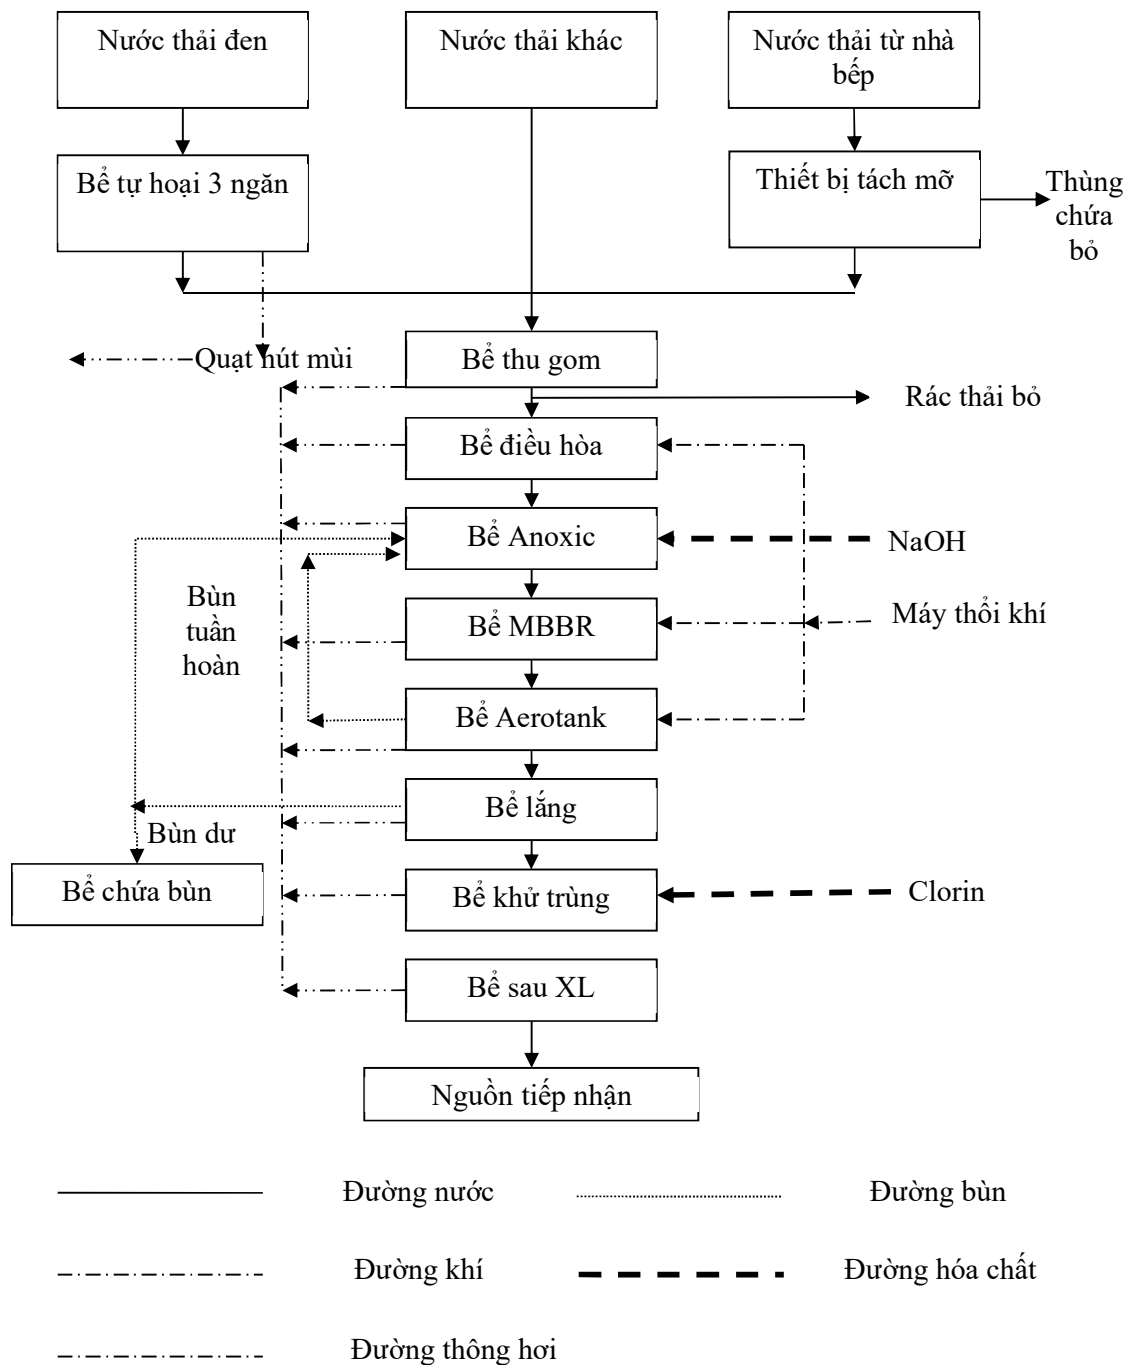 Nước thải đen
Nước thải khác
Nước thải từ nhà
bếp
Bể tự hoại 3 ngăn
Thiết bị tách mỡ
Thùng
chứa
bỏ
Quạt hút mùi
Bể thu gom
Rác thải bỏ
Bể điều hòa
Bể Anoxic
NaOH
Bùn
tuần
hoàn
Bể MBBR
Máy thổi khí
Bể Aerotank
Bể lắng
Bùn dư
Bể chứa bùn
Bể khử trùng
Clorin
Bể sau XL
Nguồn tiếp nhận
Đường nước
Đường bùn
Đường khí
Đường hóa chất
Đường thông hơi